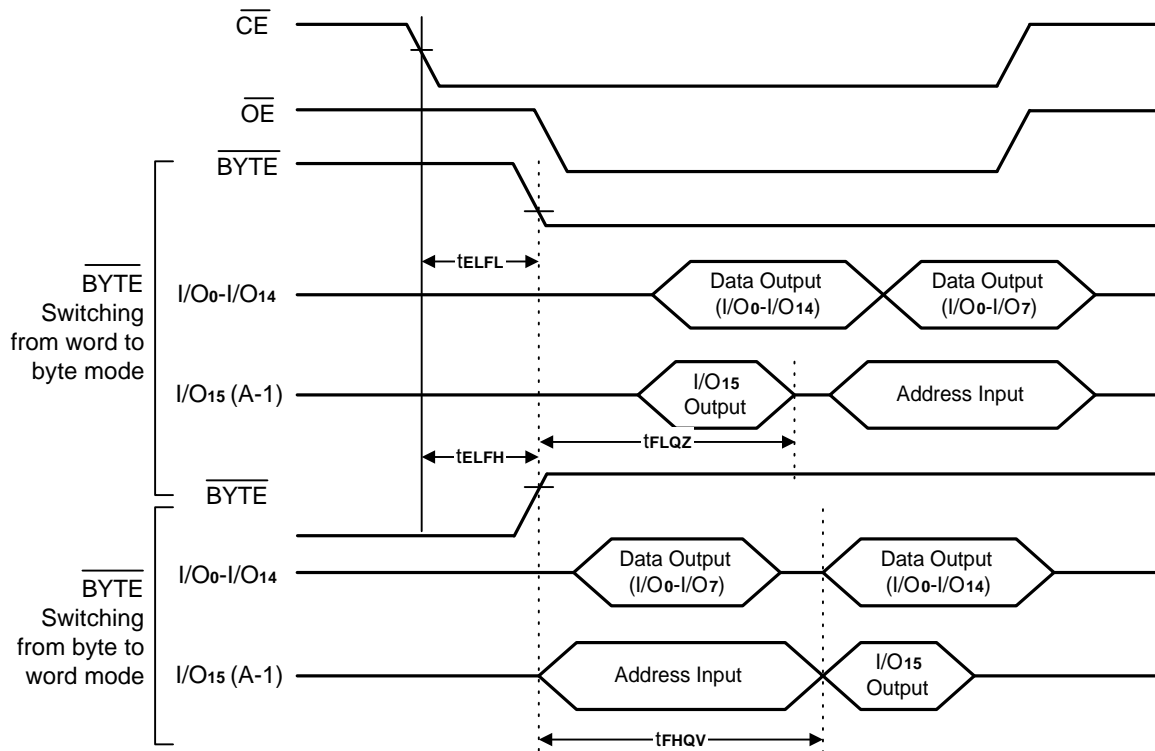 CE
OE
BYTE
BYTE
Switching
from word to
byte mode
tELFL
I/O0-I/O14
Data Output
(I/O0-I/O14)
Data Output
(I/O0-I/O7)
I/O15 (A-1)
I/O15
Output
Address Input
tELFH
tFLQZ
BYTE
BYTE
Switching
from byte to
word mode
I/O0-I/O14
Data Output
(I/O0-I/O7)
Data Output
(I/O0-I/O14)
I/O15 (A-1)
Address Input
I/O15
Output
tFHQV